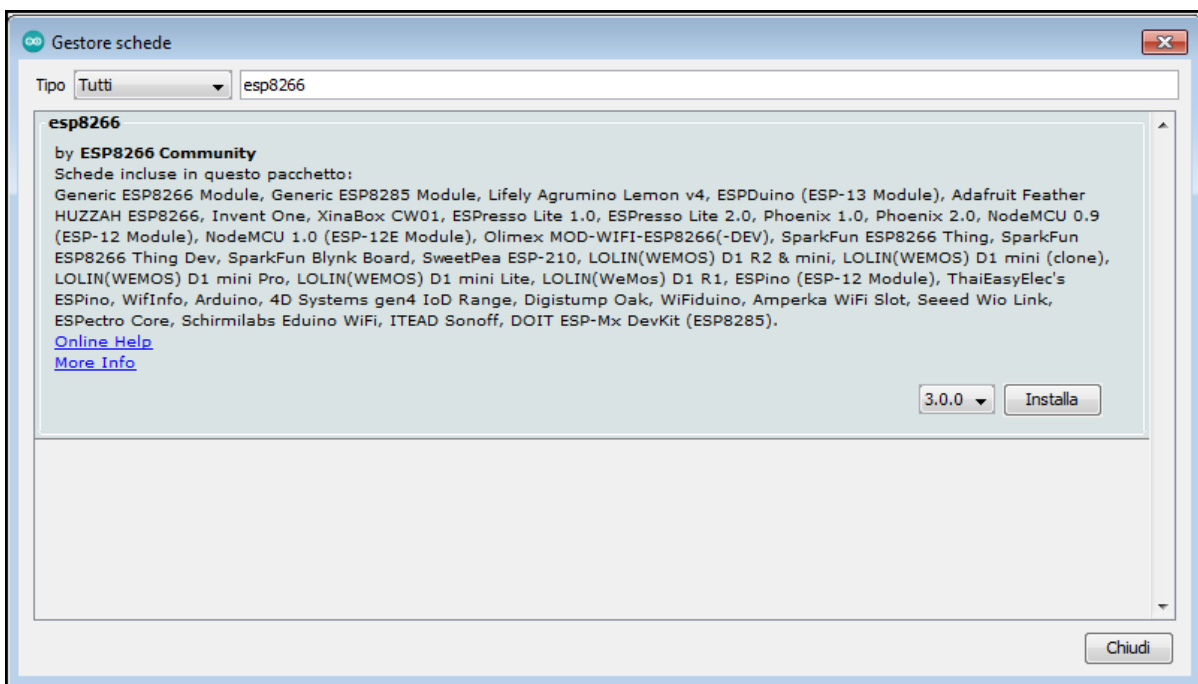 Gestore schede
Tipo Tutti esp8266
esp8266
by ESP8266 Community
Schede incluse in questo pacchetto:
Generic ESP8266 Module, Generic ESP8285 Module, Lifely Agrumino Lemon v4, ESPDuino (ESP-13 Module), Adafruit Feather
HUZZAH ESP8266, Invent One, XinaBox CW01, ESPresso Lite 1.0, ESPresso Lite 2.0, Phoenix 1.0, Phoenix 2.0, NodeMCU 0.9
(ESP-12 Module), NodeMCU 1.0 (ESP-12E Module), Olimex MOD-WIFI-ESP8266(-DEV), SparkFun ESP8266 Thing, SparkFun
ESP8266 Thing Dev, SparkFun Blynk Board, SweetPea ESP-210, LOLIN(WEMOS) D1 R2 & mini, LOLIN(WEMOS) D1 mini (clone),
LOLIN(WEMOS) D1 mini Pro, LOLIN(WEMOS) D1 mini Lite, LOLIN(WeMos) D1 R1, ESPino (ESP-12 Module), ThaiEasyElec's
ESPino, WifInfo, Arduino, 4D Systems gen4 IoD Range, Digistump Oak, WiFiduino, Amperka WiFi Slot, Seeed Wio Link,
ESPectro Core, Schirmilabs Eduino WiFi, ITEAD Sonoff, DOIT ESP-Mx DevKit (ESP8285).
Online Help
More Info
3.0.0 Installa
Chiudi